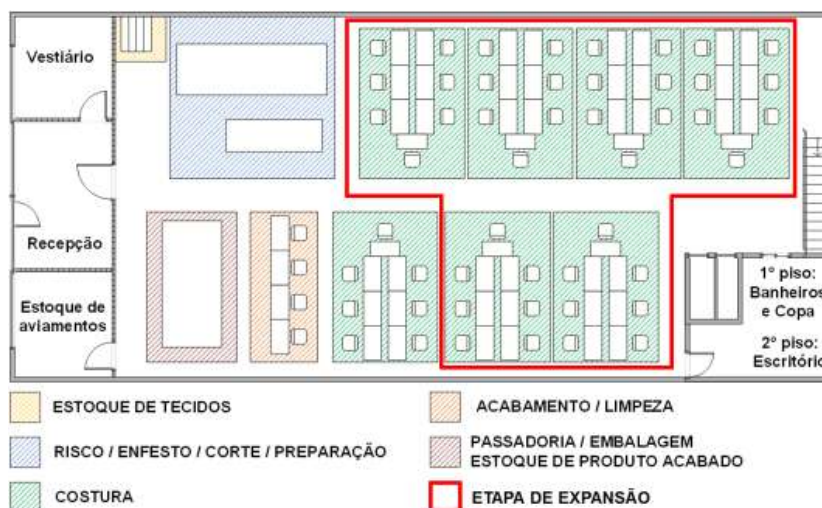 Vestiário
Recepção
Estoque de
aviamentos
1º piso:
Banheiros
e Copa
2º piso:
Escritório
ESTOQUE DE TECIDOS
RISCO / ENFESTO / CORTE / PREPARAÇÃO
COSTURA
ACABAMENTO / LIMPEZA
PASSADORIA / EMBALAGEM
ESTOQUE DE PRODUTO ACABADO
ETAPA DE EXPANSÃO